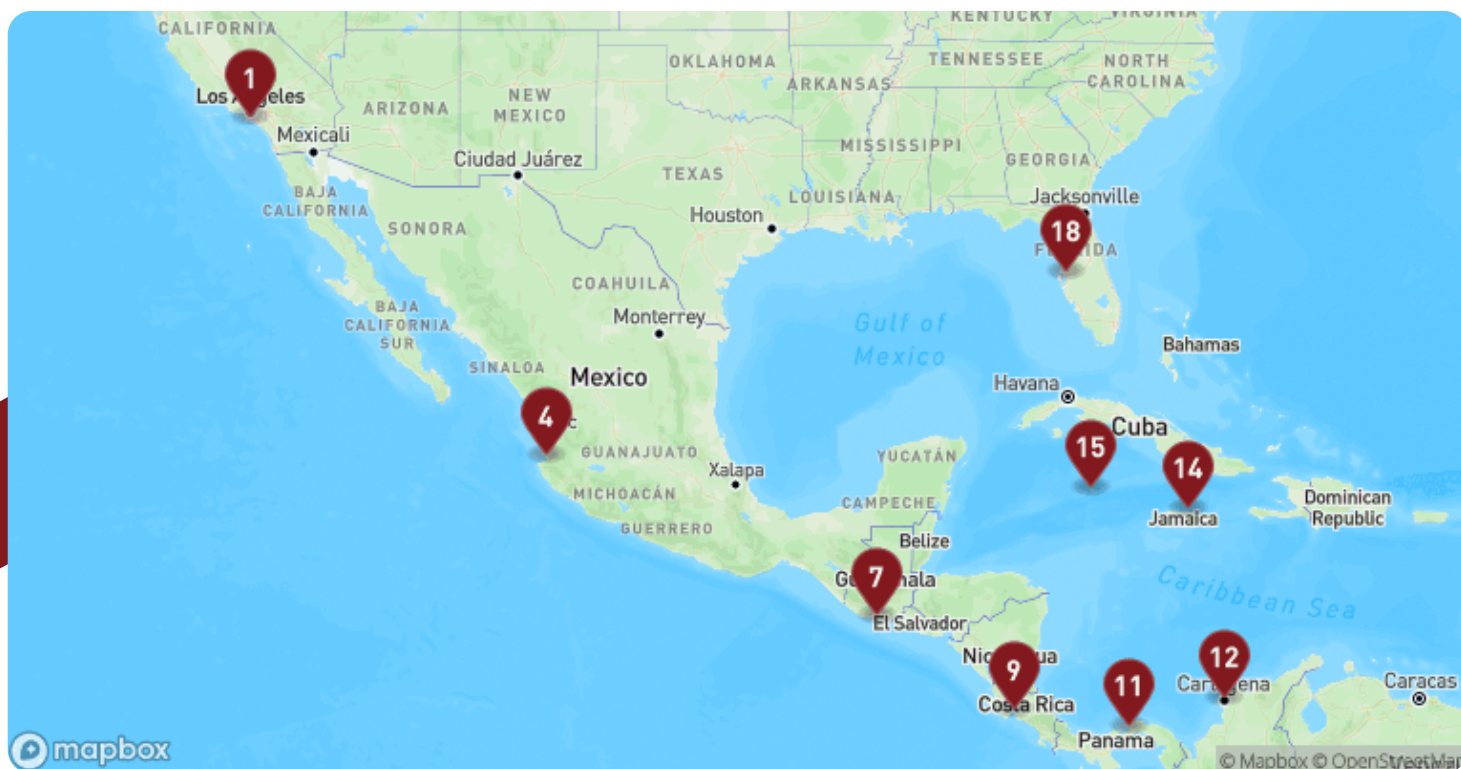 CALIFORNIA
KENTUCKY
VIRGINIA
OKLAHOMA
TENNESSEE
NORTH
CAROLINA
ARKANSAS
1
Los Angeles
ARIZONA
NEW
MEXICO
Mexicali
Ciudad Juárez
MISSISSIPPI
GEORGIA
TEXAS
LOUISIANA
BAJA
CALIFORNIA
SONORA
Houston
Jacksonville
18
FLORIDA
COAHUILA
BAJA
CALIFORNIA
SUR
Monterrey
Gulf of
Mexico
Bahamas
SINALOA
Mexico
Havana
4
Cuba
GUANAJUATO
Xalapa
YUCATÁN
15
14
MICHOACÁN
CAMPECHE
Dominican
Republic
Jamaica
GUERRERO
Belize
7
Guatemala
Caribbean Sea
El Salvador
Nicaragua
9
12
Cartagena
Caracas
11
Costa Rica
Panama
mapbox
© Mapbox © OpenStreetMap